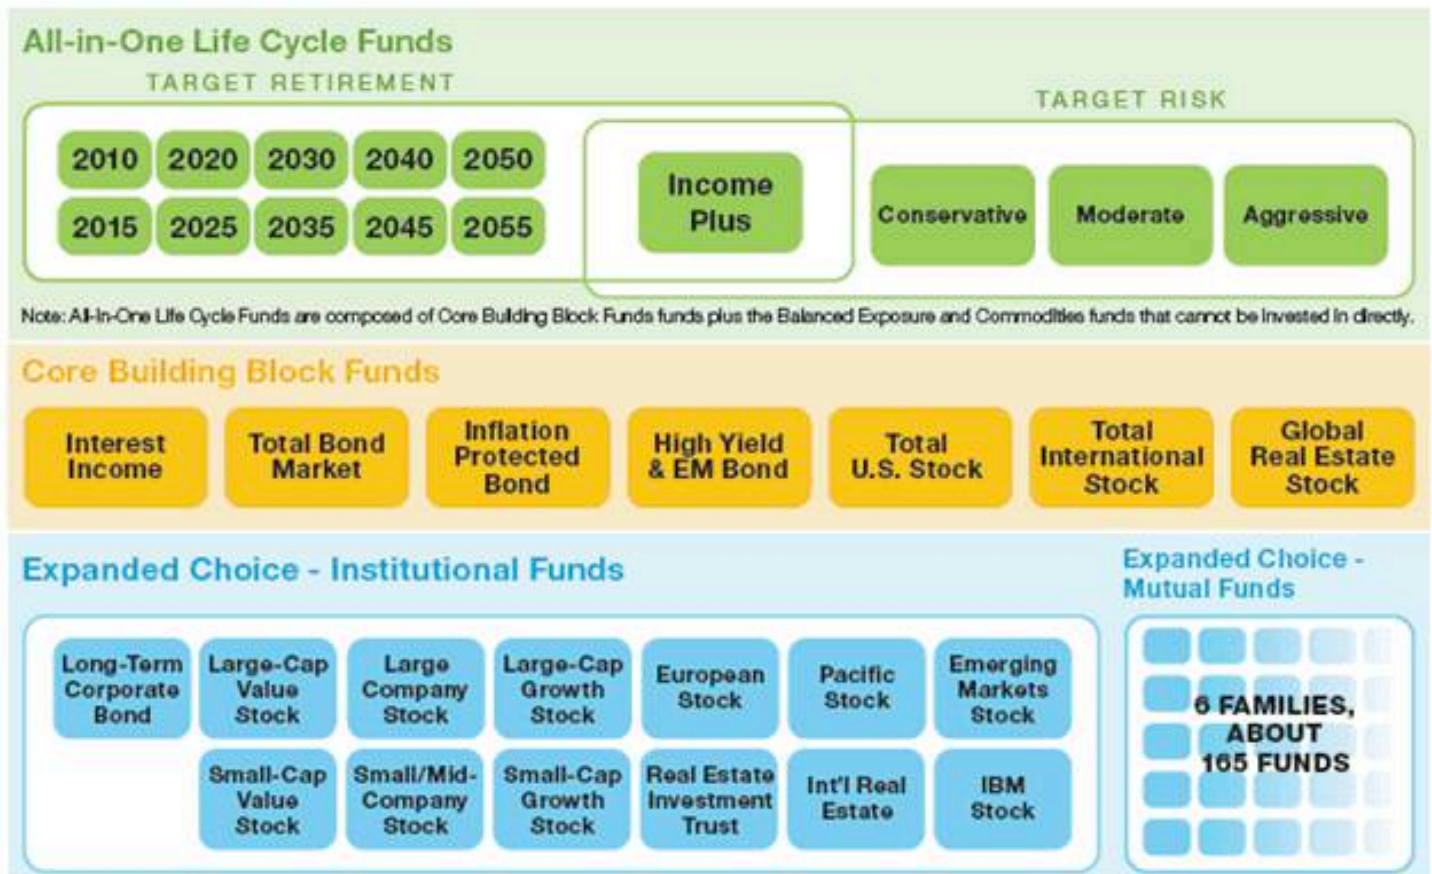 All-in-One Life Cycle Funds
TARGET RETIREMENT
TARGET RISK
2010 2020 2030 2040 2050
2015 2025 2035 2045 2055
Income
Plus
Conservative
Moderate
Aggressive
Note: All-In-One Life Cycle Funds are composed of Core Building Block Funds funds plus the Balanced Exposure and Commodities funds that cannot be invested in directly.
Core Building Block Funds
Interest
Income
Total Bond
Market
Inflation
Protected
Bond
High Yield
& EM Bond
Total
U.S. Stock
Total
International
Stock
Global
Real Estate
Stock
Expanded Choice - Institutional Funds
Long-Term
Corporate
Bond
Large-Cap
Value
Stock
Large
Company
Stock
Large-Cap
Growth
Stock
European
Stock
Pacific
Stock
Emerging
Markets
Stock
Small-Cap
Value
Stock
Small/Mid-
Company
Stock
Small-Cap
Growth
Stock
Real Estate
Investment
Trust
Int'l Real
Estate
IBM
Stock
Expanded Choice -
Mutual Funds
6 FAMILIES,
ABOUT
165 FUNDS